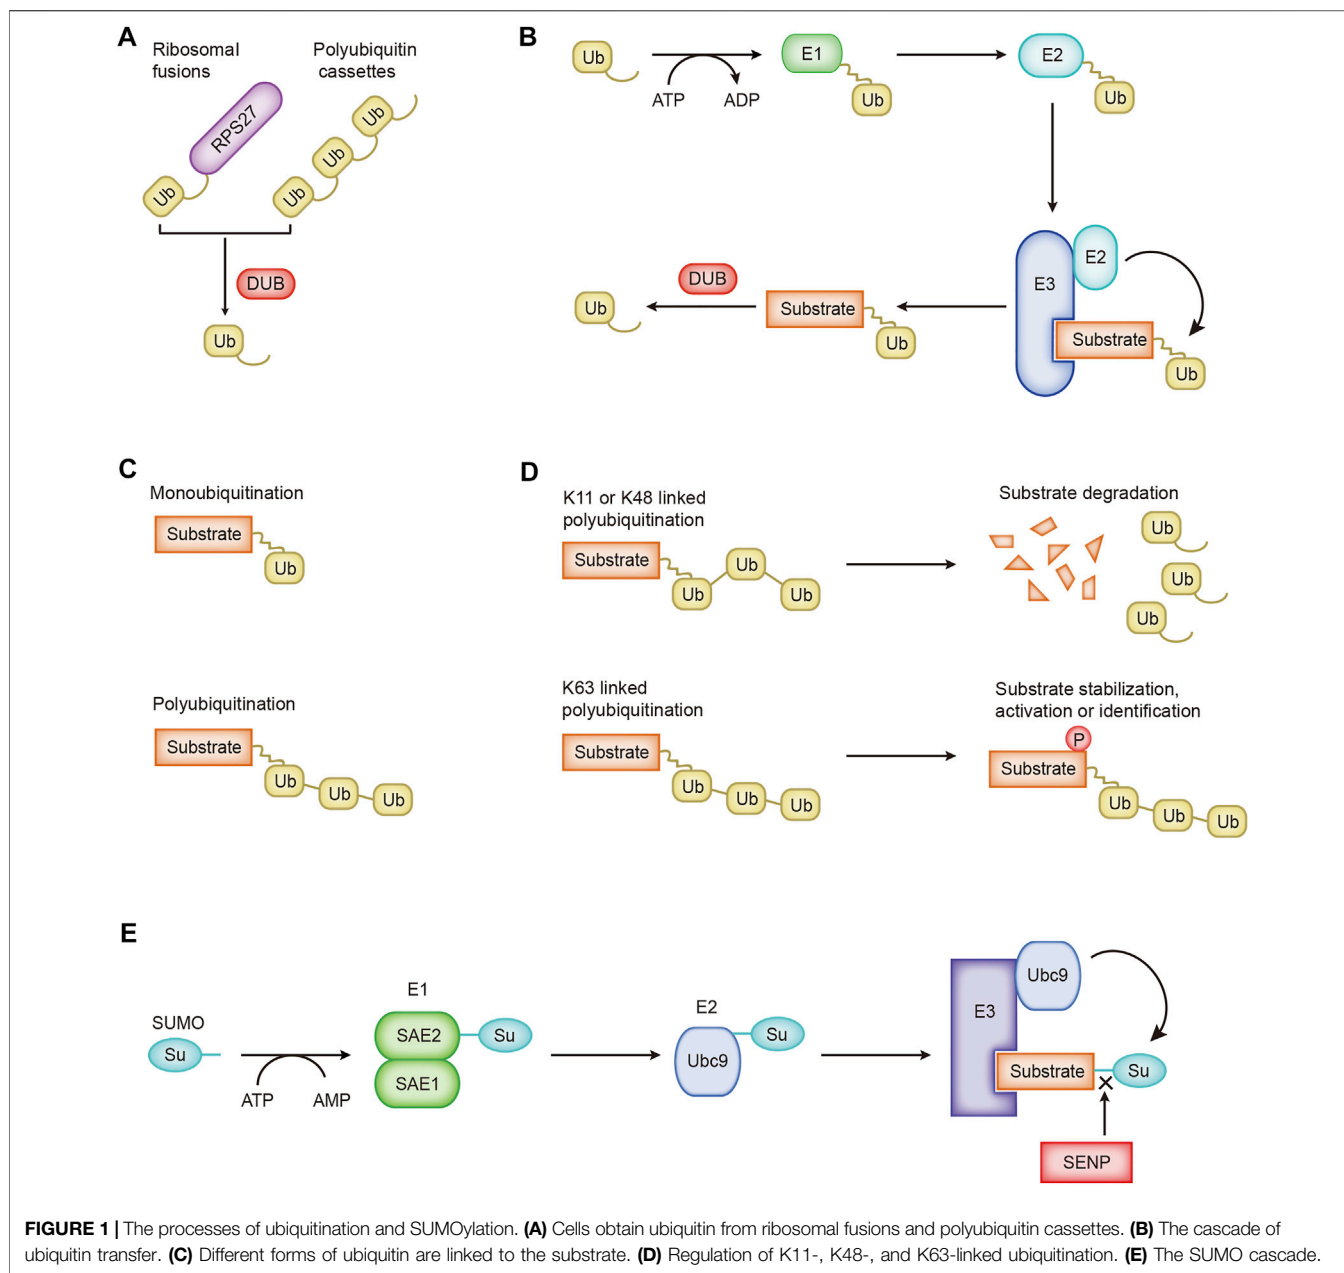 A
Ribosomal
fusions
Polyubiquitin
cassettes
RPS27
Ub
Ub
Ub
Ub
DUB
Ub
B
Ub
ATP
ADP
E1
Ub
E2
Ub
E3
E2
Substrate
Ub
Substrate
Ub
DUB
Ub
C
Monoubiquitination
Substrate
Ub
Polyubiquitination
Substrate
Ub
Ub
Ub
D
K11 or K48 linked
polyubiquitination
Substrate
Ub
Ub
Ub
Substrate degradation
Ub
Ub
Ub
K63 linked
polyubiquitination
Substrate
Ub
Ub
Ub
Substrate stabilization,
activation or identification
P
Substrate
Ub
Ub
Ub
E
SUMO
Su
ATP
AMP
E1
SAE2
Su
SAE1
E2
Su
Ubc9
E3
Ubc9
Substrate
Su
SENP
FIGURE 1 | The processes of ubiquitination and SUMOylation. (A) Cells obtain ubiquitin from ribosomal fusions and polyubiquitin cassettes. (B) The cascade of
ubiquitin transfer. (C) Different forms of ubiquitin are linked to the substrate. (D) Regulation of K11-, K48-, and K63-linked ubiquitination. (E) The SUMO cascade.